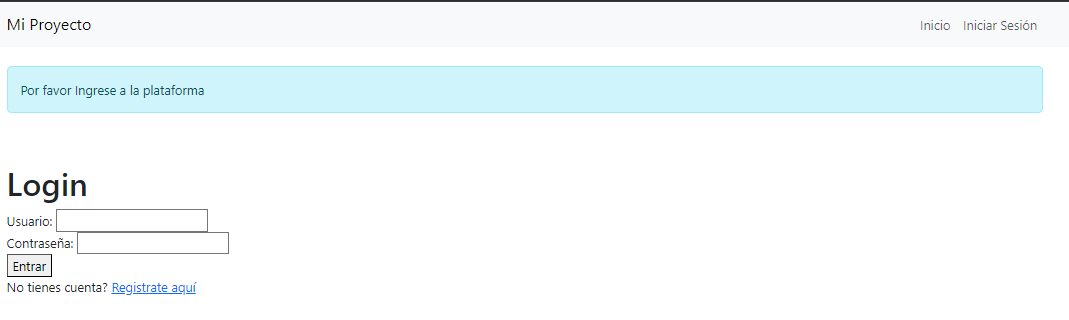 Mi Proyecto
Inicio Iniciar Sesión
Por favor Ingrese a la plataforma
Login
Usuario:
Contraseña:
Entrar
No tienes cuenta? Registrate aquí